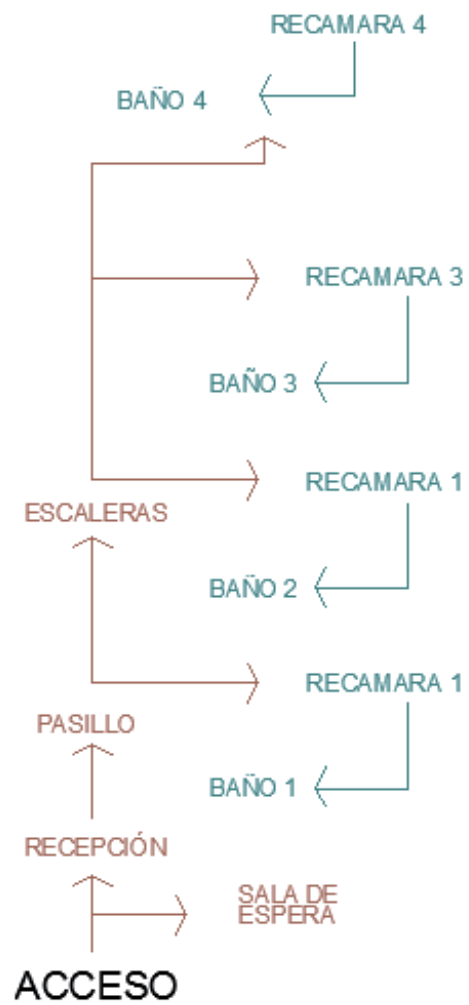 RECAMARA 4
BAÑO 4
RECAMARA 3
BAÑO 3
RECAMARA 1
ESCALERAS
BAÑO 2
RECAMARA 1
PASILLO
BAÑO 1
RECEPCIÓN
SALA DE
ESPERA
ACCESO